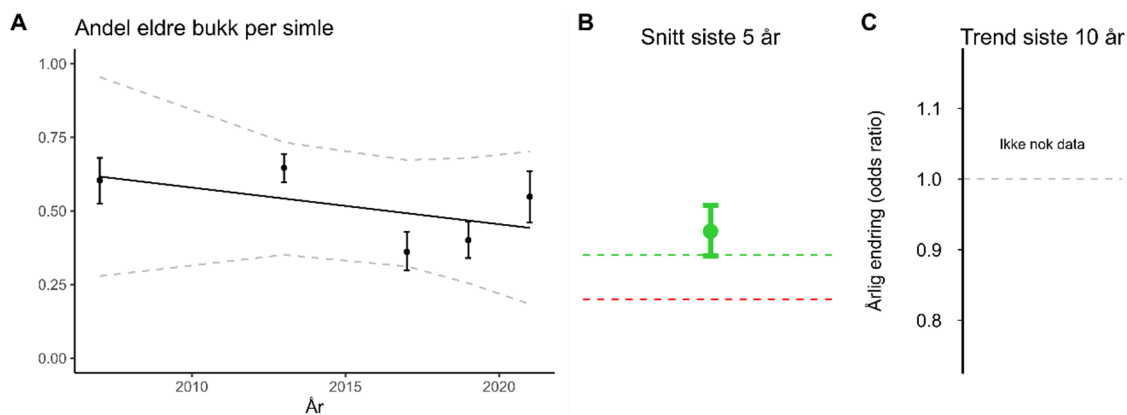 A
Andel eldre bukk per simle
1.00
0.75
0.50
0.25
0.00
2010
2015
2020
År
B
Snitt siste 5 år
C
Trend siste 10 år
Årlig endring (odds ratio)
1.1
1.0
0.9
0.8
Ikke nok data